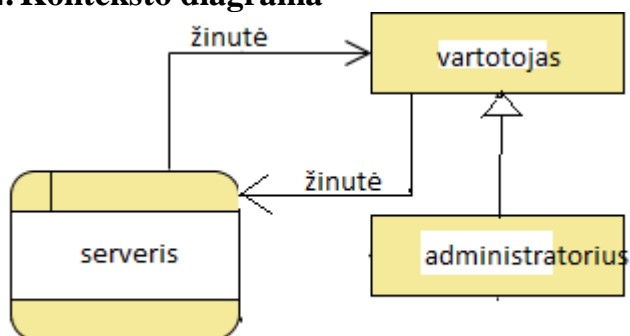 Konteksto diagrama
žinutė
vartotojas
žinutė
serveris
administratorius